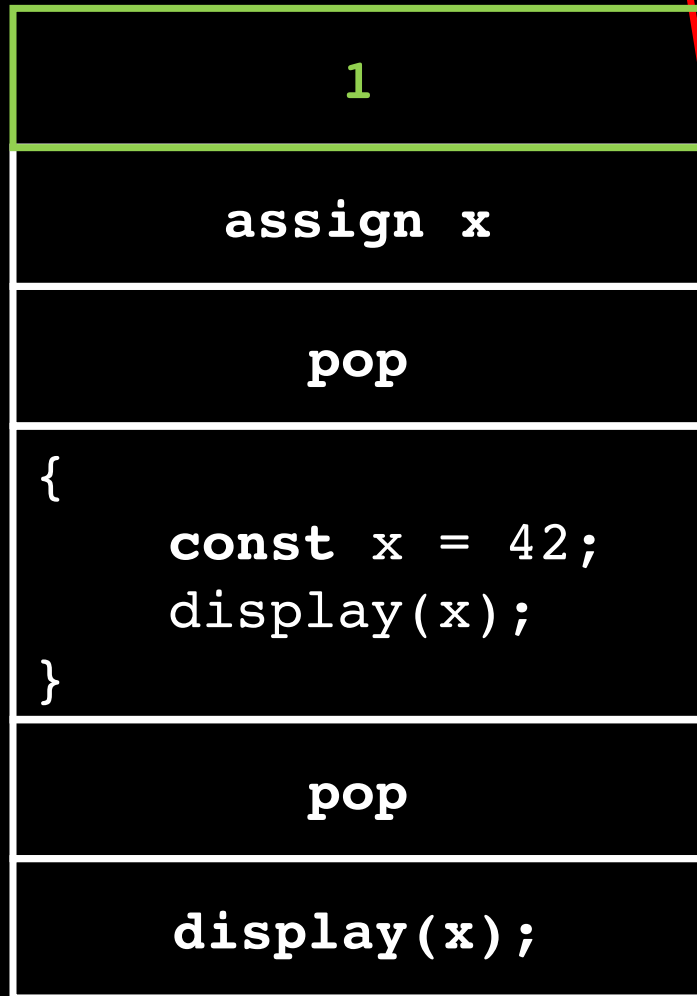 1
assign x
pop
{
const x = 42;
display(x);
}
pop
display(x);